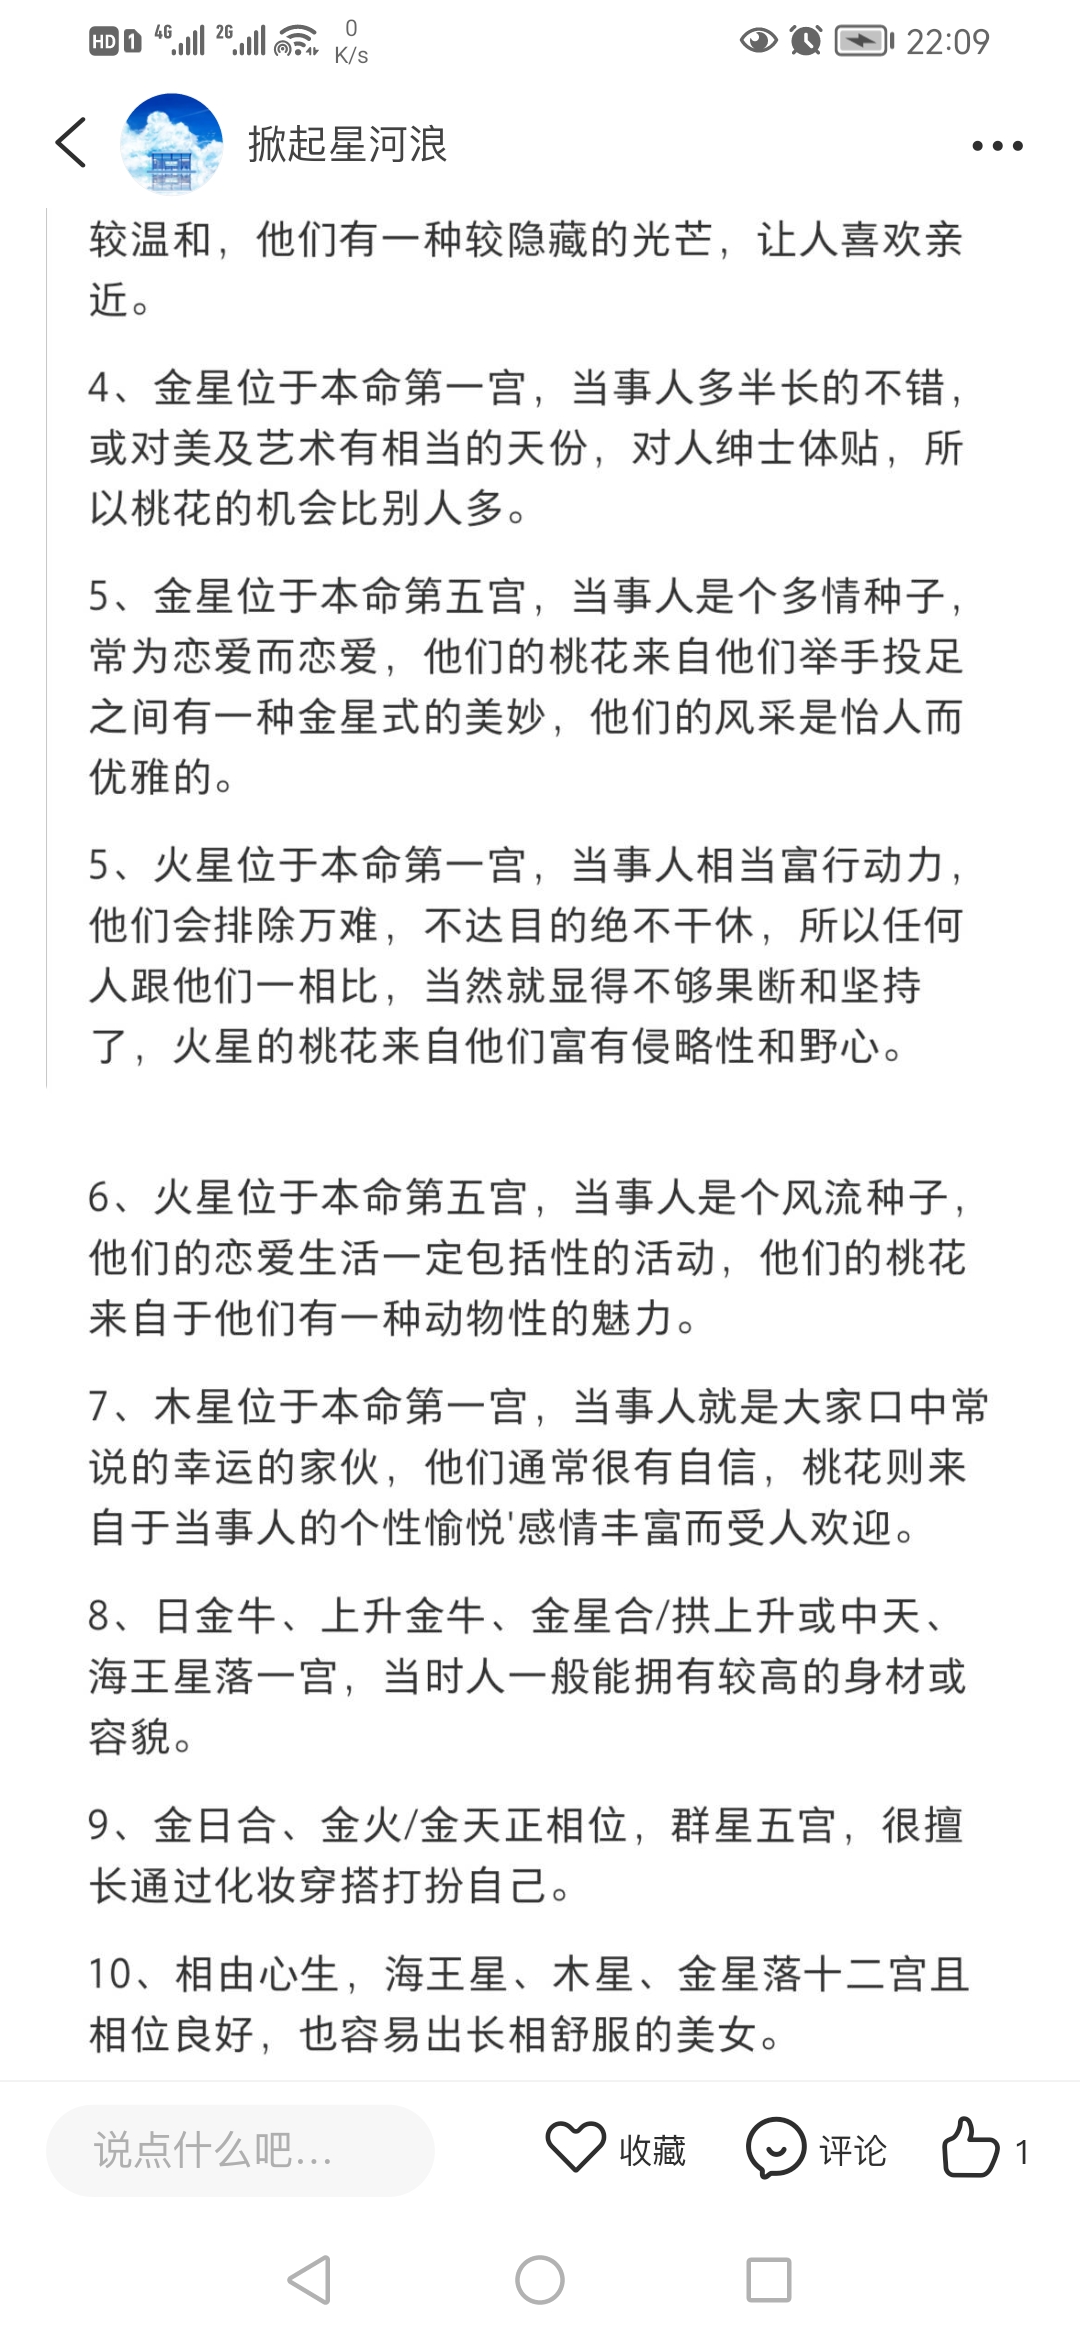 HD 1 4G 2G 0 K/s 22:09
掀起星河浪
较温和，他们有一种较隐藏的光芒，让人喜欢亲
近。
4、金星位于本命第一宫，当事人多半长的不错，
或对美及艺术有相当的天份，对人绅士体贴，所
以桃花的机会比别人多。
5、金星位于本命第五宫，当事人是个多情种子，
常为恋爱而恋爱，他们的桃花来自他们举手投足
之间有一种金星式的美妙，他们的风采是怡人而
优雅的。
5、火星位于本命第一宫，当事人相当富行动力，
他们会排除万难，不达目的绝不干休，所以任何
人跟他们一相比，当然就显得不够果断和坚持
了，火星的桃花来自他们富有侵略性和野心。
6、火星位于本命第五宫，当事人是个风流种子，
他们的恋爱生活一定包括性的活动，他们的桃花
来自于他们有一种动物性的魅力。
7、木星位于本命第一宫，当事人就是大家口中常
说的幸运的家伙，他们通常很有自信，桃花则来
自于当事人的个性愉悦'感情丰富而受人欢迎。
8、日金牛、上升金牛、金星合/拱上升或中天、
海王星落一宫，当时人一般能拥有较高的身材或
容貌。
9、金日合、金火/金天正相位，群星五宫，很擅
长通过化妆穿搭打扮自己。
10、相由心生，海王星、木星、金星落十二宫且
相位良好，也容易出长相舒服的美女。
说点什么吧... 收藏 评论 1